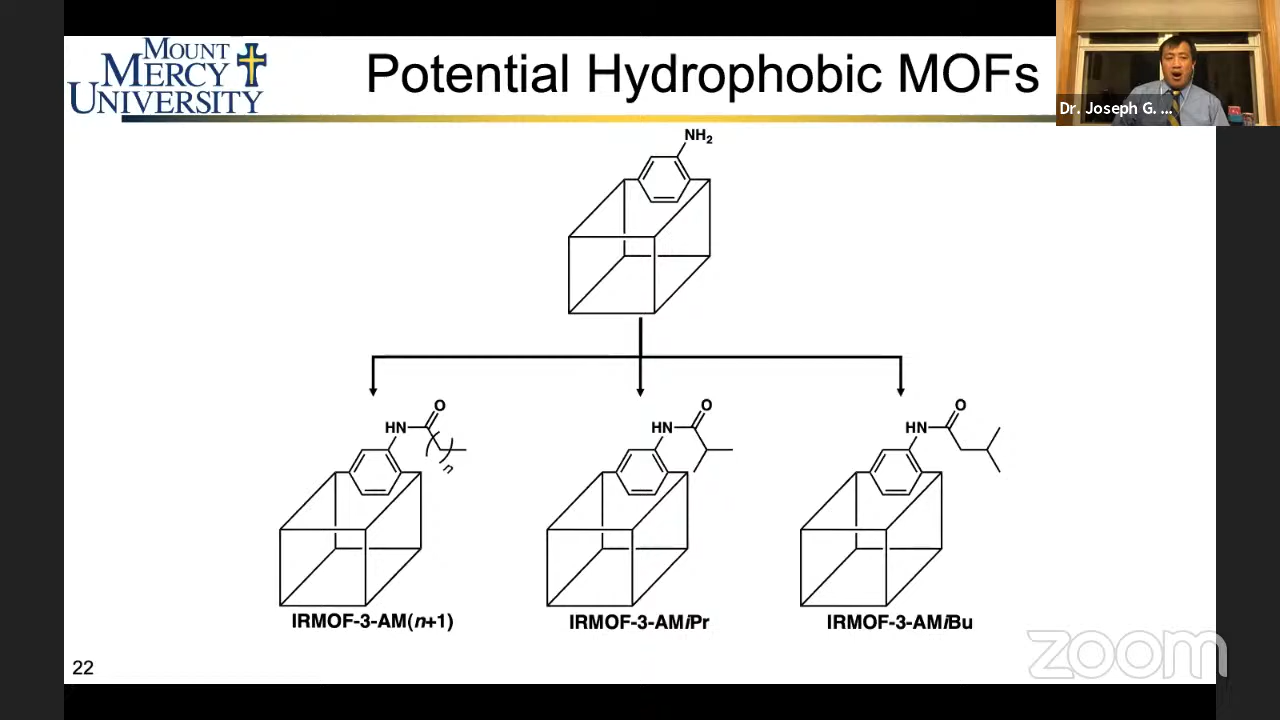 MOUNT
MERCY
UNIVERSITY
Potential Hydrophobic MOFs
Dr. Joseph G. ...
NH2
O
HN
n
O
HN
O
HN
IRMOF-3-AM(n+1)
IRMOF-3-AMiPr
IRMOF-3-AMiBu
22
zoom